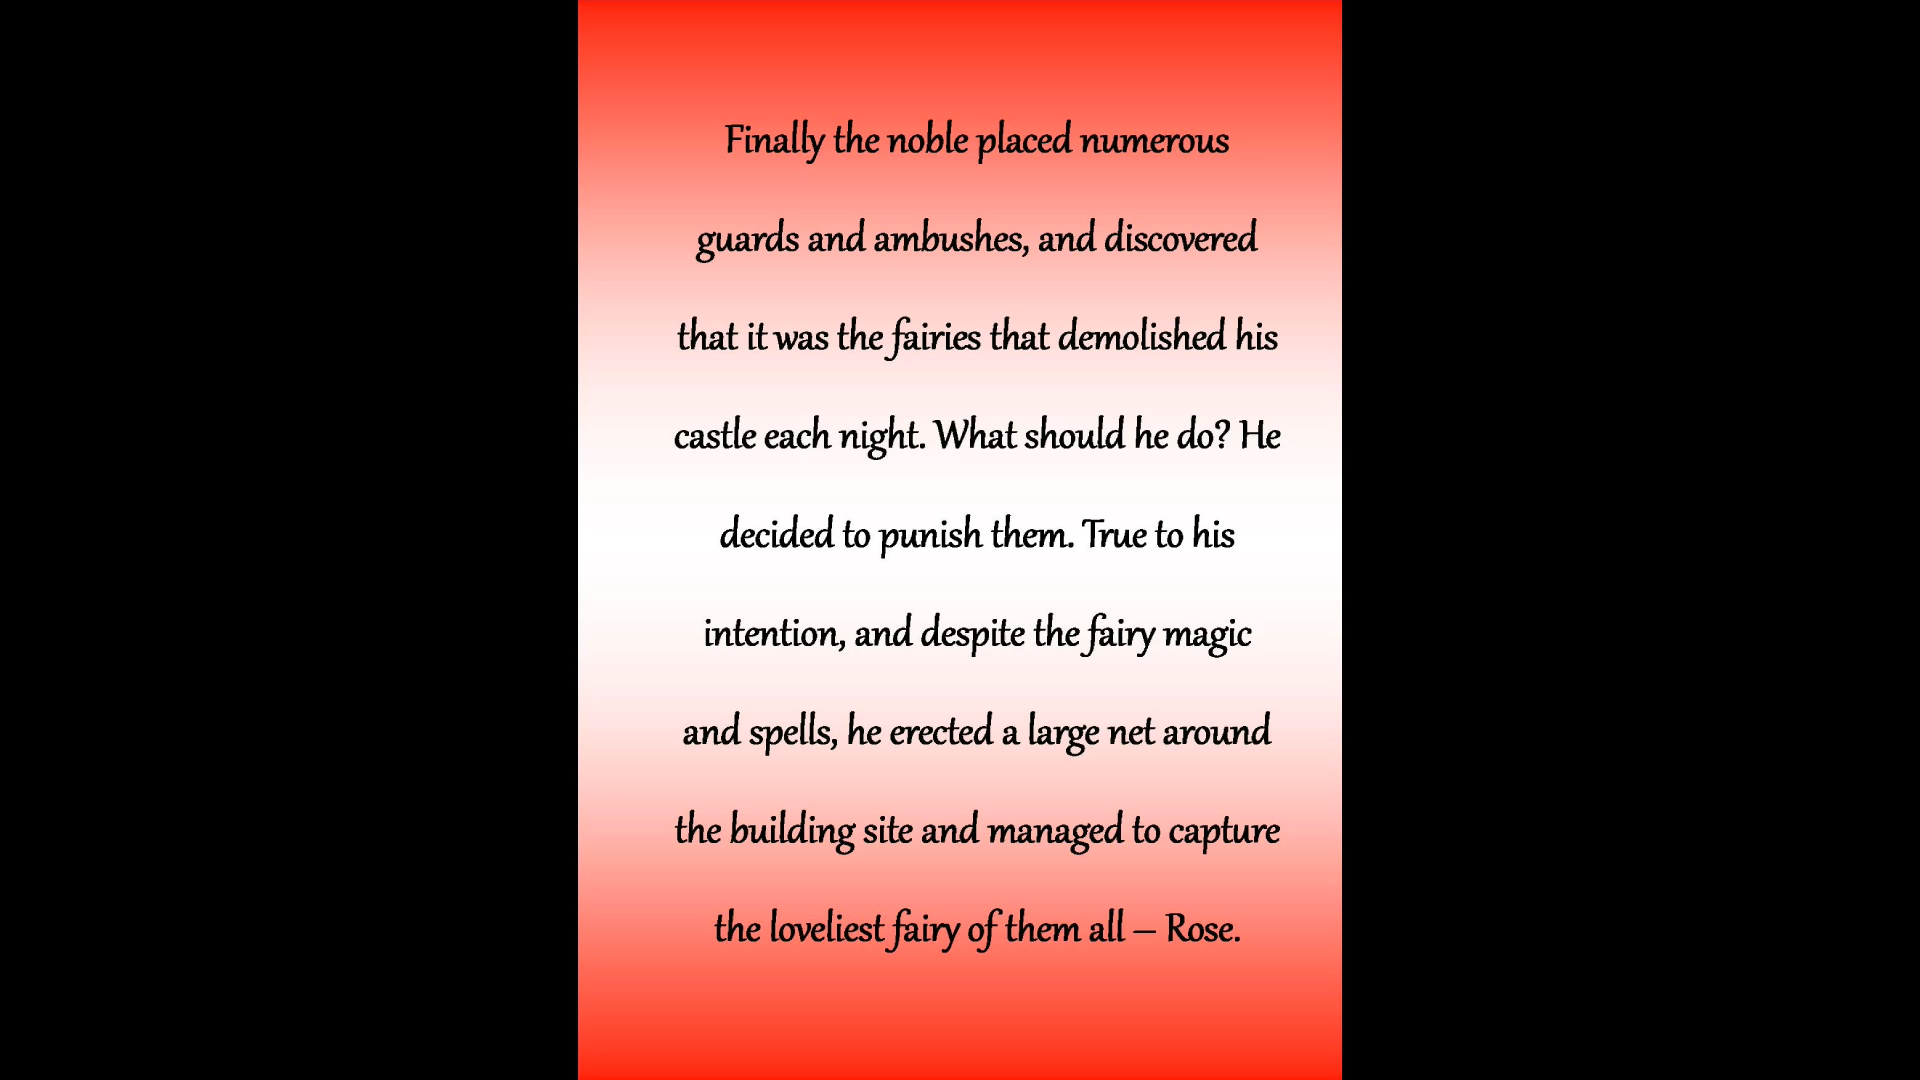 Finally the noble placed numerous
guards and ambushes, and discovered
that it was the fairies that demolished his
castle each night. What should he do? He
decided to punish them. True to his
intention, and despite the fairy magic
and spells, he erected a large net around
the building site and managed to capture
the loveliest fairy of them all – Rose.